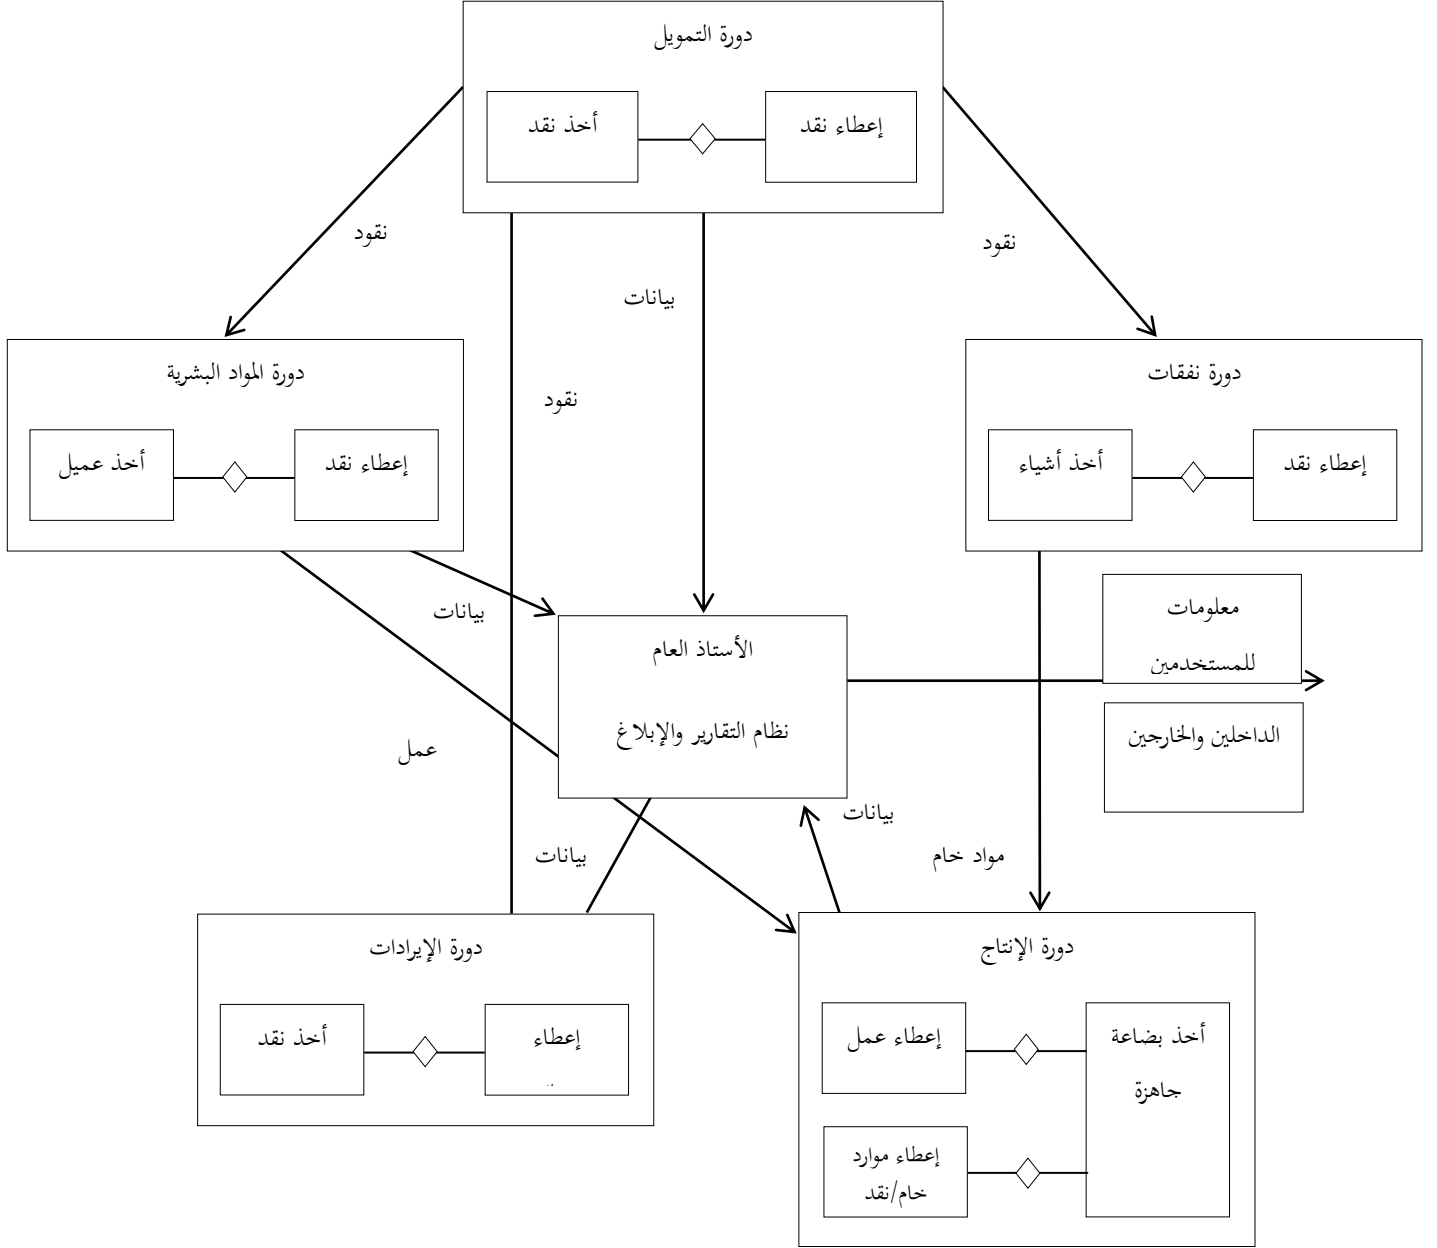 دورة التمويل
إعطاء نقد
أخذ نقد
نقود
نقود
بيانات
نقود
دورة نفقات
إعطاء نقد
أخذ أشياء
دورة المواد البشرية
إعطاء نقد
أخذ عميل
معلومات
للمستخدمين
الداخلين والخارجين
بيانات
الأستاذ العام
نظام التقارير والإبلاغ
عمل
بيانات
مواد خام
بيانات
دورة الإنتاج
أخذ بضاعة
جاهزة
إعطاء عمل
إعطاء موارد
خام/نقد
دورة الإيرادات
إعطاء
أخذ نقد